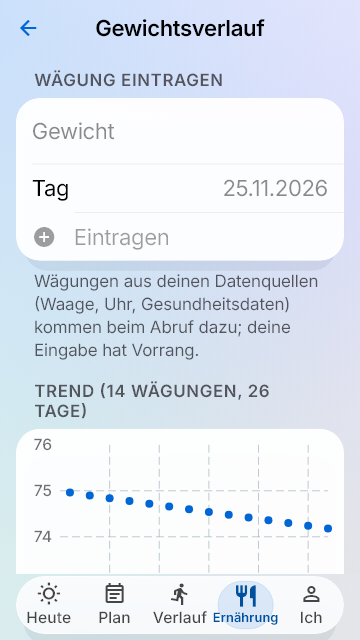 Gewichtsverlauf
WÄGUNG EINTRAGEN
Gewicht
Tag 25.11.2026
Eintragen
Wägungen aus deinen Datenquellen
(Waage, Uhr, Gesundheitsdaten)
kommen beim Abruf dazu; deine
Eingabe hat Vorrang.
TREND (14 WÄGUNGEN, 26
TAGE)
76
75
74
Heute Plan Verlauf Ernährung Ich